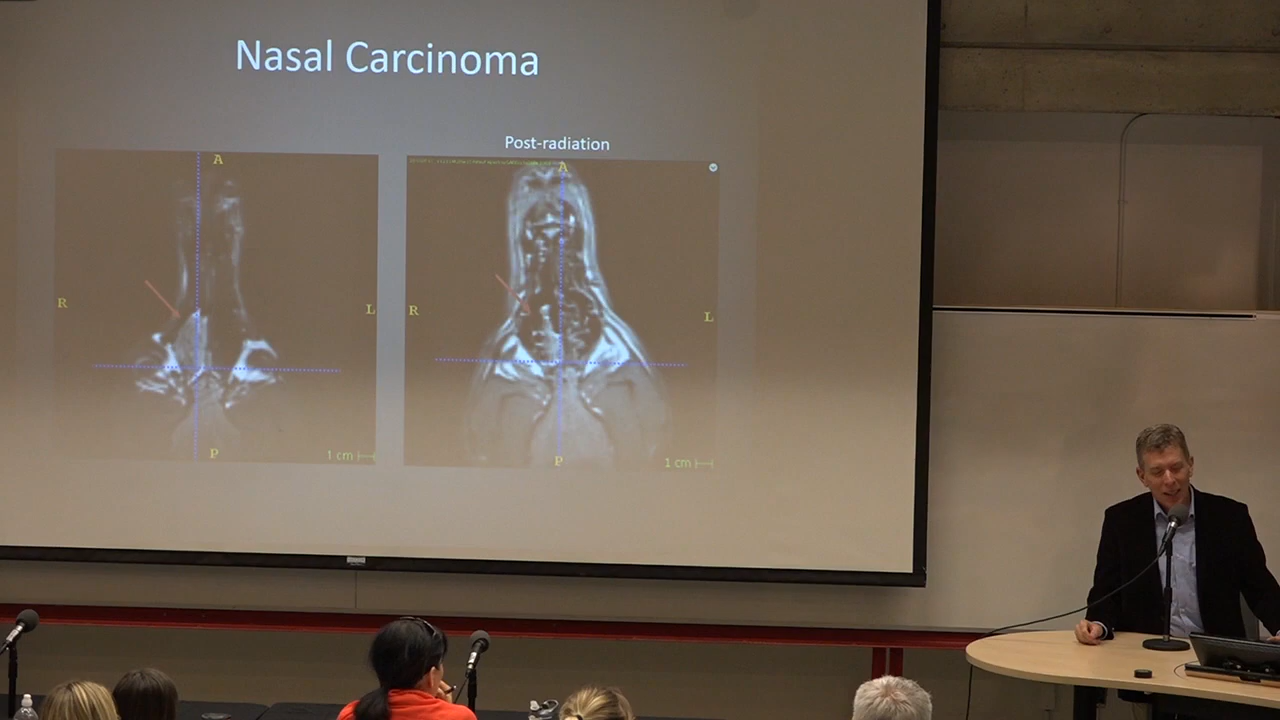 Nasal Carcinoma
Post-radiation
A
A
R
L
R
L
P
1 cm
P
1 cm